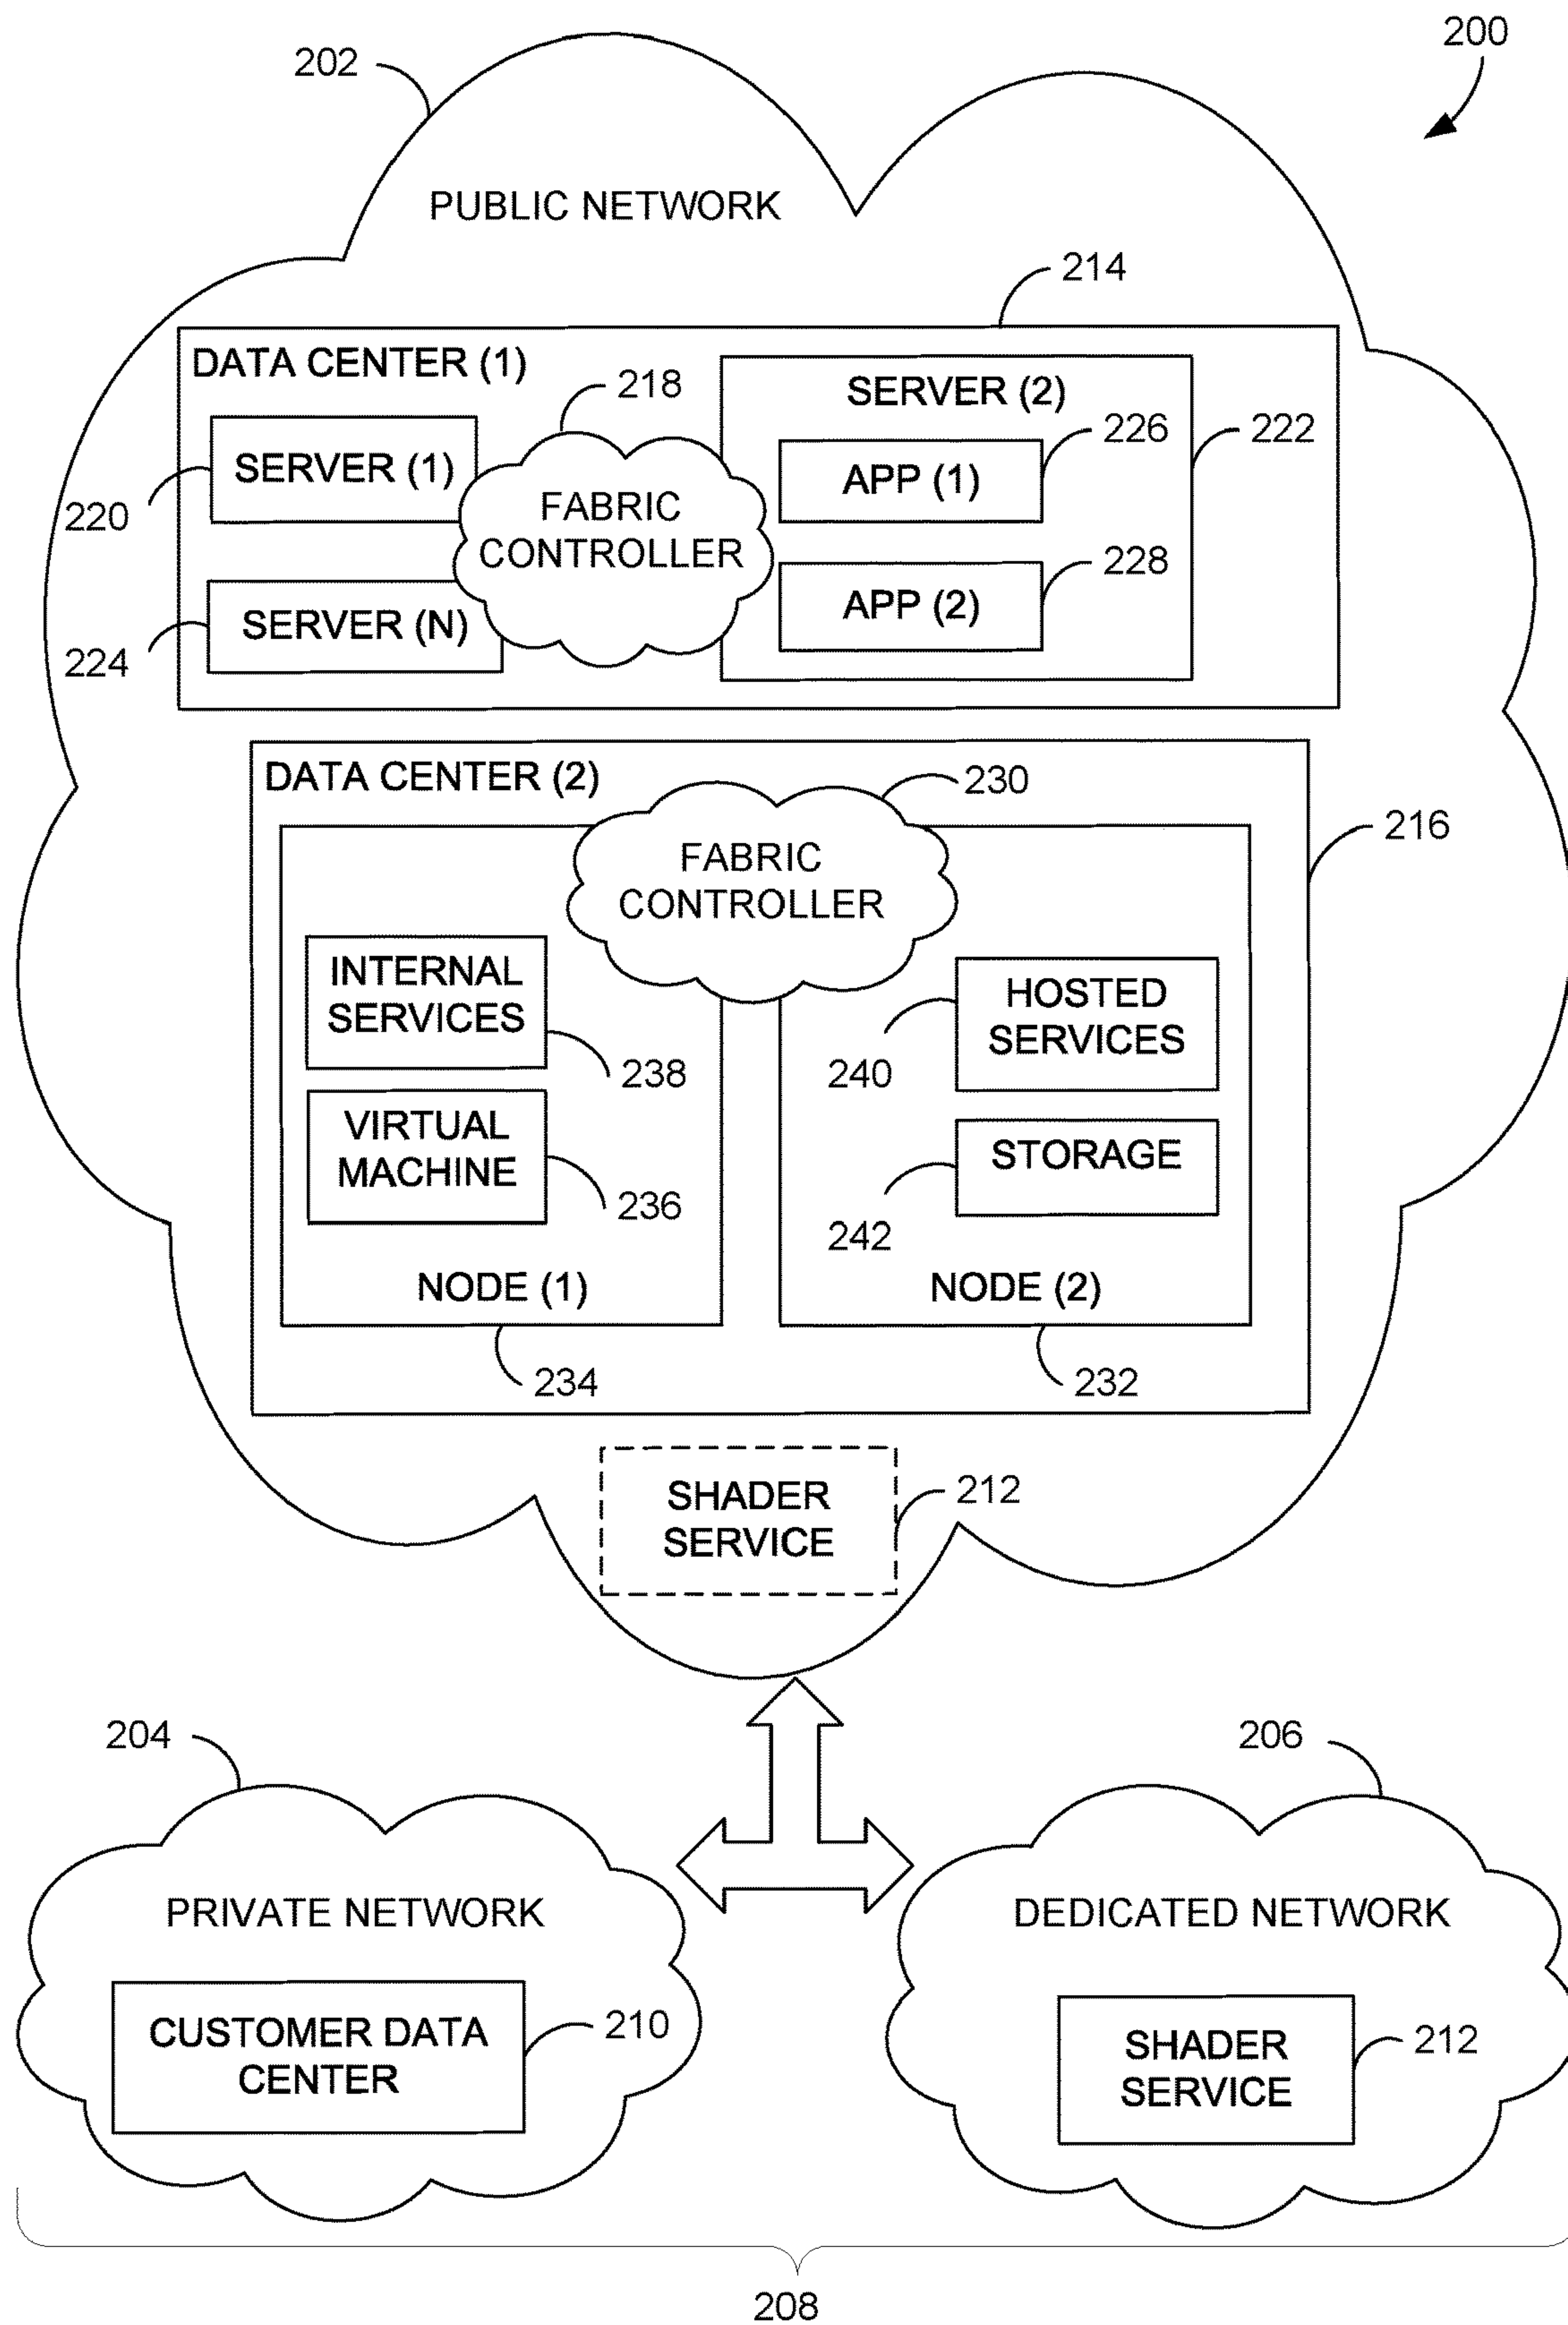 200
202
PUBLIC NETWORK
214
DATA CENTER (1)
218
SERVER (2)
226
222
SERVER (1)
APP (1)
220
FABRIC
CONTROLLER
228
SERVER (N)
APP (2)
224
DATA CENTER (2)
230
216
FABRIC
CONTROLLER
INTERNAL
SERVICES
238
HOSTED
SERVICES
240
VIRTUAL
MACHINE
236
STORAGE
242
NODE (1)
NODE (2)
234
232
SHADER
SERVICE
212
204
206
PRIVATE NETWORK
DEDICATED NETWORK
CUSTOMER DATA
CENTER
210
SHADER
SERVICE
212
208